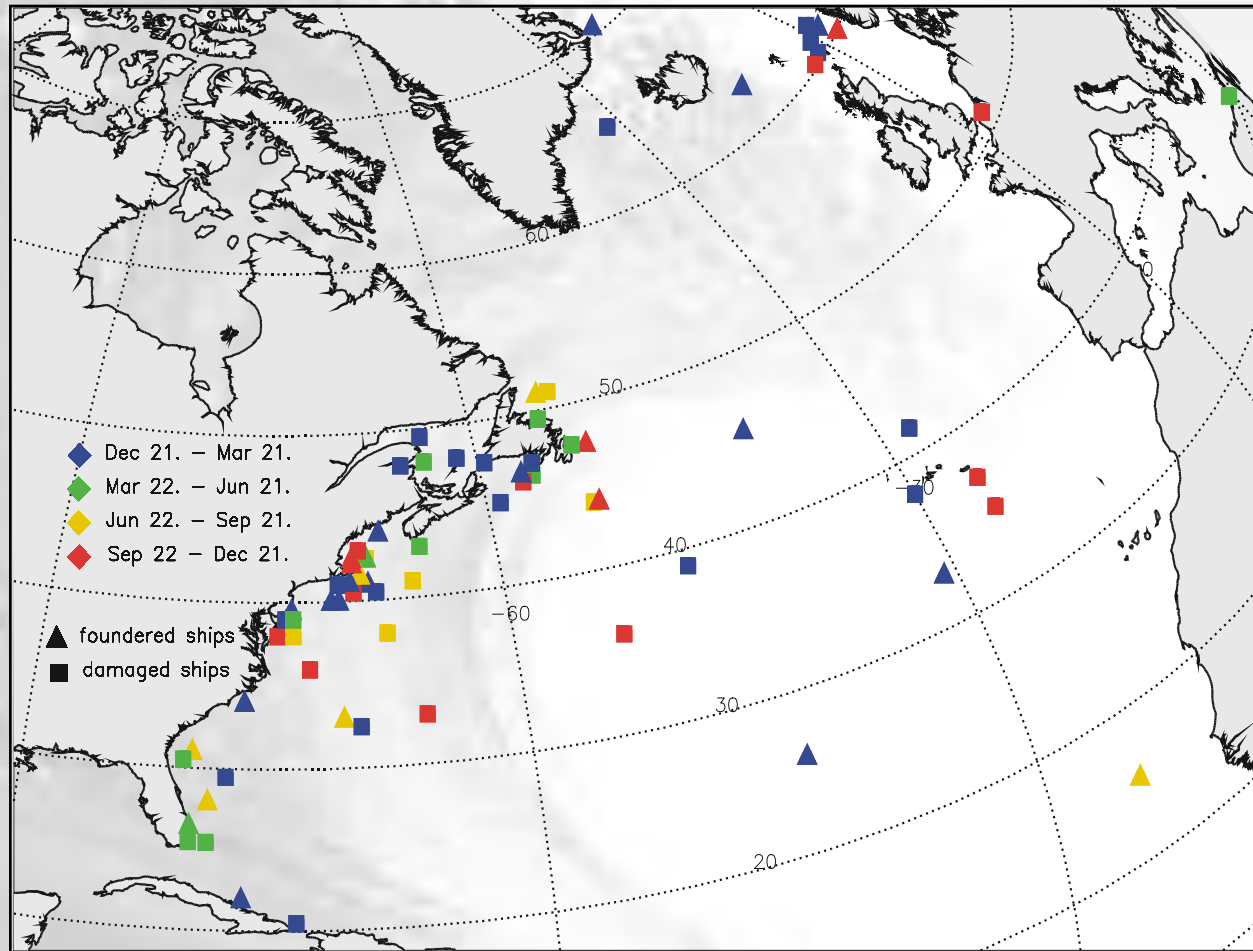 60
0
50
Dec 21. – Mar 21.
Mar 22. – Jun 21.
-30
Jun 22. – Sep 21.
40
Sep 22 – Dec 21.
-60
foundered ships
damaged ships
30
20